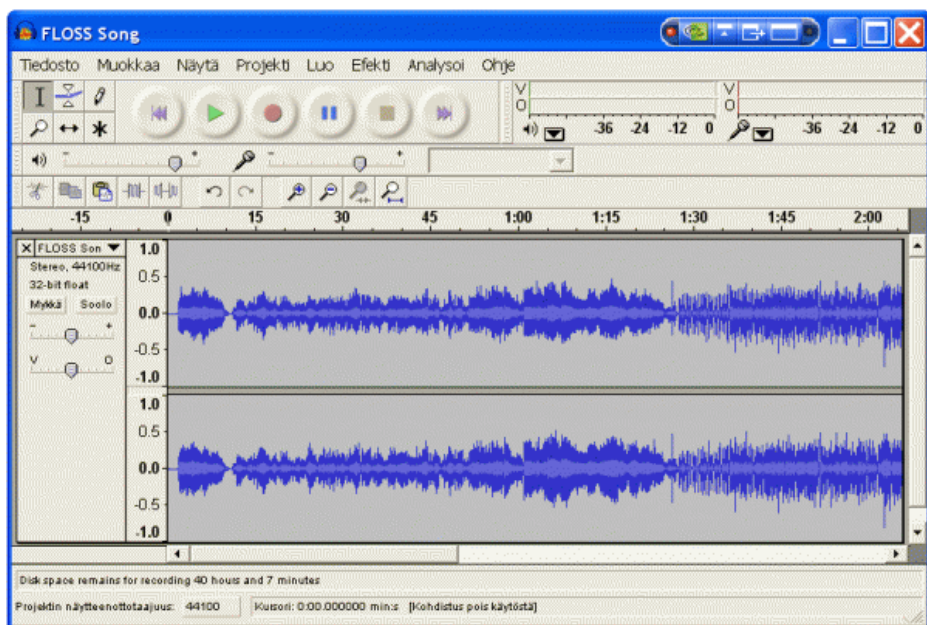 FLOSS Song
Tiedosto Muokkaa Näytä Projekti Luo Efekti Analysoi Ohje
V
O
-36 -24 -12 0
V
O
-36 -24 -12 0
- +
- +
-15 0 15 30 45 1:00 1:15 1:30 1:45 2:00
X FLOSS Son
Stereo, 44100Hz
32-bit float
Mykkä Soolo
- +
V O
1.0
0.5
0.0
-0.5
-1.0
1.0
0.5
0.0
-0.5
-1.0
Disk space remains for recording 40 hours and 7 minutes
Projektin näytteenottotaajuus: 44100 Kursori: 0:00.000000 min:s [Kohdistus pois käytöstä]